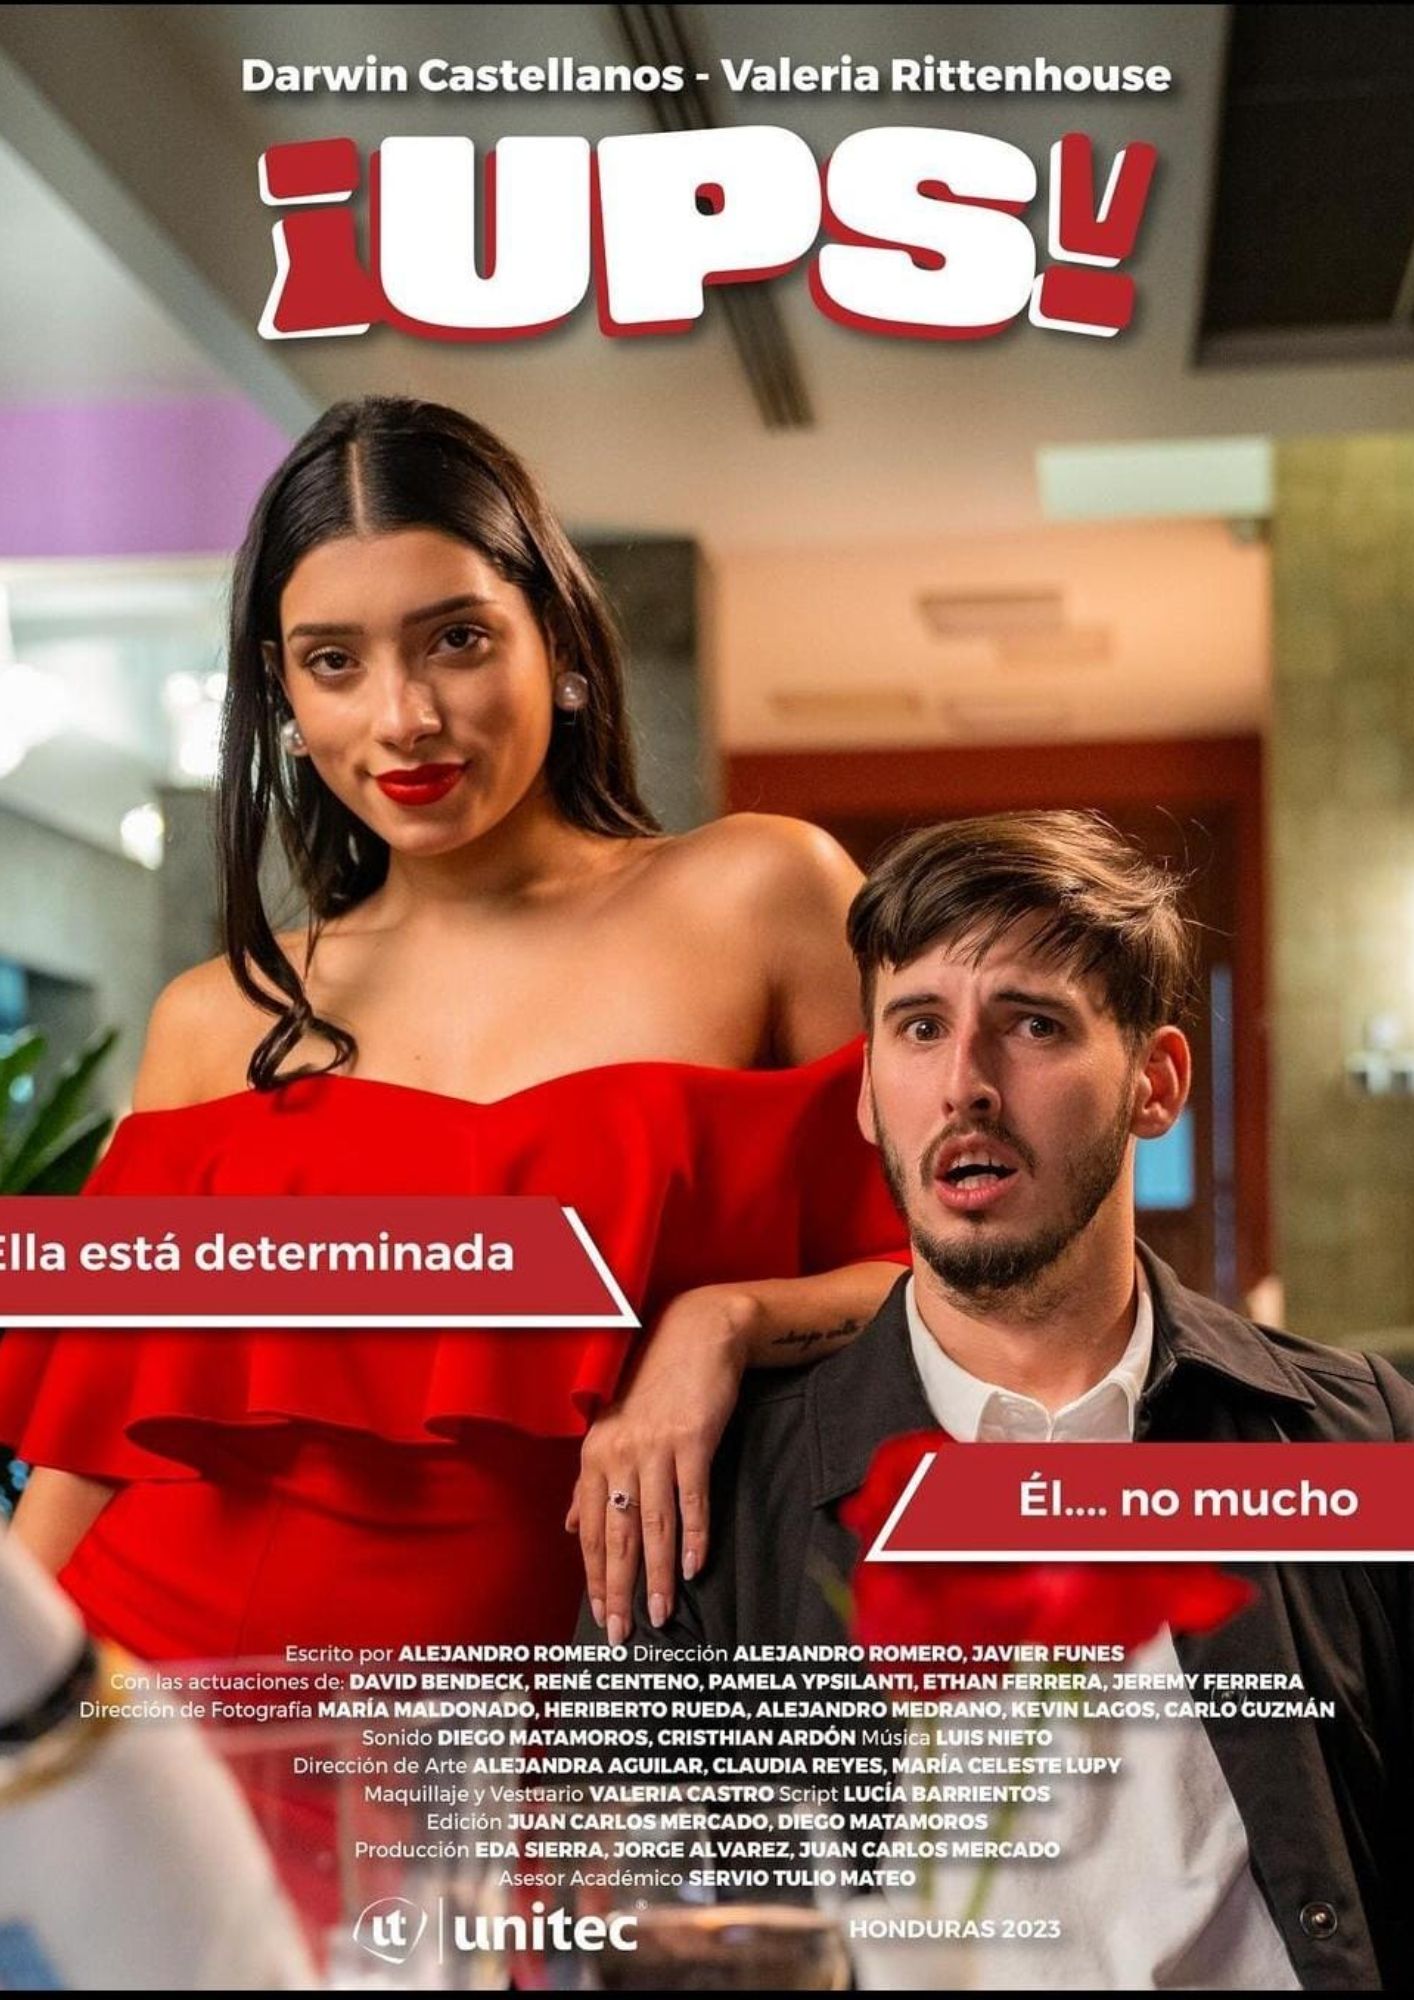 Darwin Castellanos - Valeria Rittenhouse
¡UPS!
Ella está determinada
Él.... no mucho
Escrito por ALEJANDRO ROMERO Dirección ALEJANDRO ROMERO, JAVIER FUNES
Con las actuaciones de: DAVID BENDECK, RENÉ CENTENO, PAMELA YPSILANTI, ETHAN FERRERA, JEREMY FERRERA
Dirección de Fotografía MARÍA MALDONADO, HERIBERTO RUEDA, ALEJANDRO MEDRANO, KEVIN LAGOS, CARLO GUZMÁN
Sonido DIEGO MATAMOROS, CRISTHIAN ARDÓN Música LUIS NIETO
Dirección de Arte ALEJANDRA AGUILAR, CLAUDIA REYES, MARÍA CELESTE LUPY
Maquillaje y Vestuario VALERIA CASTRO Script LUCÍA BARRIENTOS
Edición JUAN CARLOS MERCADO, DIEGO MATAMOROS
Producción EDA SIERRA, JORGE ALVAREZ, JUAN CARLOS MERCADO
Asesor Académico SERVIO TULIO MATEO
ut unitec® HONDURAS 2023